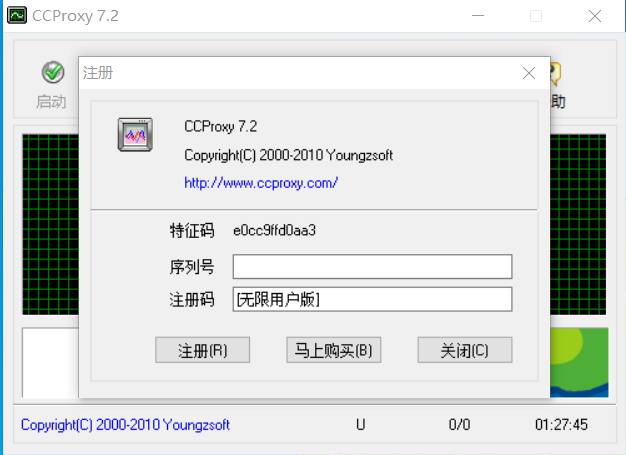 CCProxy 7.2
注册
启动
助
CCProxy 7.2
Copyright(C) 2000-2010 Youngzsoft
http://www.ccproxy.com/
特征码 e0cc9ffd0aa3
序列号
注册码 [无限用户版]
注册(R) 马上购买(B) 关闭(C)
Copyright(C) 2000-2010 Youngzsoft U 0/0 01:27:45